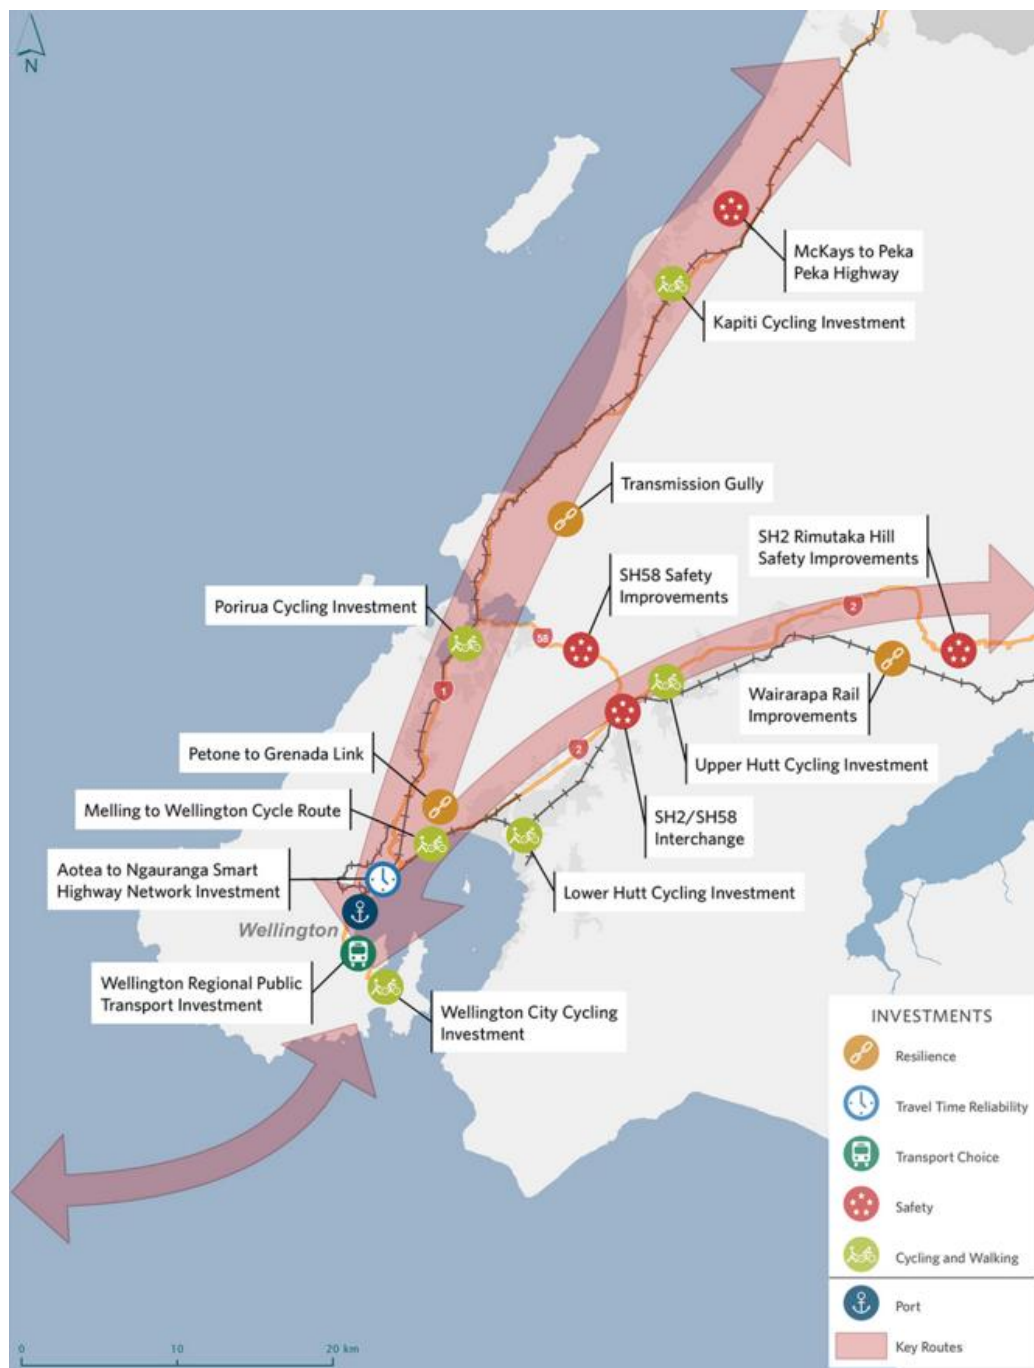 N
McKays to Peka
Peka Highway
Kapiti Cycling Investment
Transmission Gully
SH2 Rimutaka Hill
Safety Improvements
SH58 Safety
Improvements
Porirua Cycling Investment
58
2
1
Wairarapa Rail
Improvements
Petone to Grenada Link
2
Upper Hutt Cycling Investment
Melling to Wellington Cycle Route
SH2/SH58
Interchange
Aotea to Ngauranga Smart
Highway Network Investment
Lower Hutt Cycling Investment
Wellington
Wellington Regional Public
Transport Investment
Wellington City Cycling
Investment
INVESTMENTS
Resilience
Travel Time Reliability
Transport Choice
Safety
Cycling and Walking
Port
Key Routes
0 10 20 km